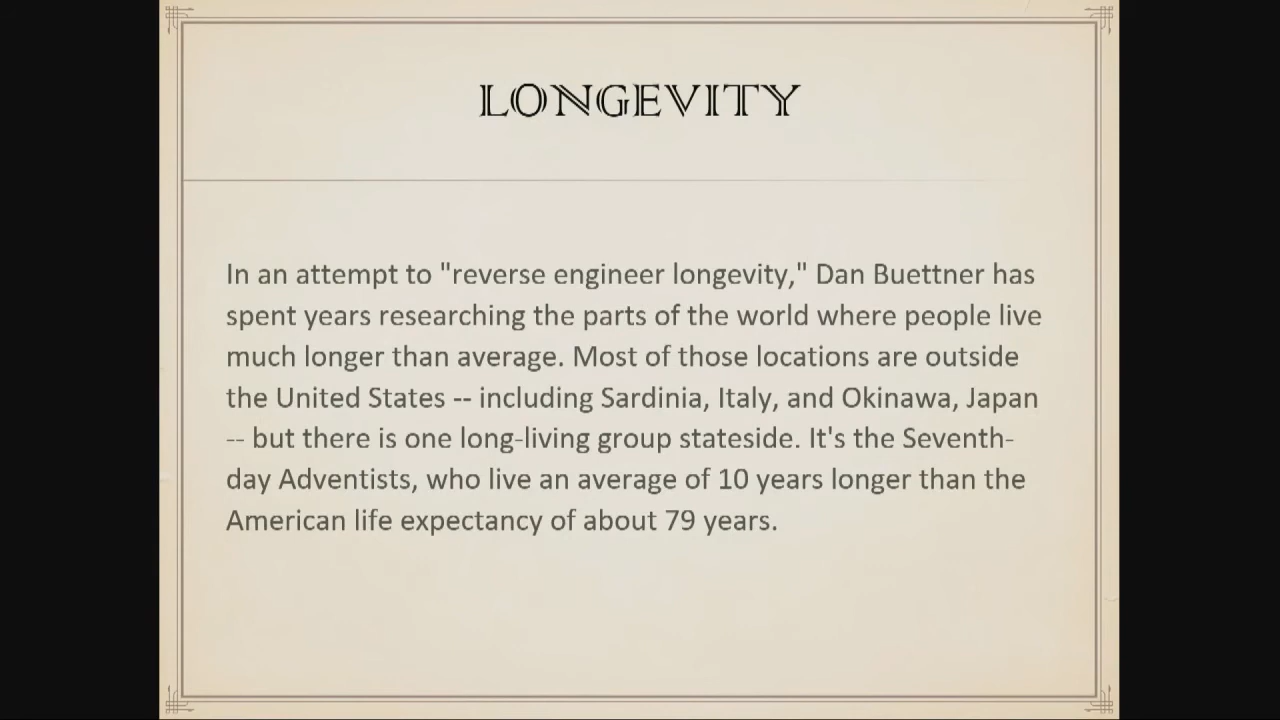 LONGEVITY
In an attempt to "reverse engineer longevity," Dan Buettner has
spent years researching the parts of the world where people live
much longer than average. Most of those locations are outside
the United States -- including Sardinia, Italy, and Okinawa, Japan
-- but there is one long-living group stateside. It's the Seventh-
day Adventists, who live an average of 10 years longer than the
American life expectancy of about 79 years.